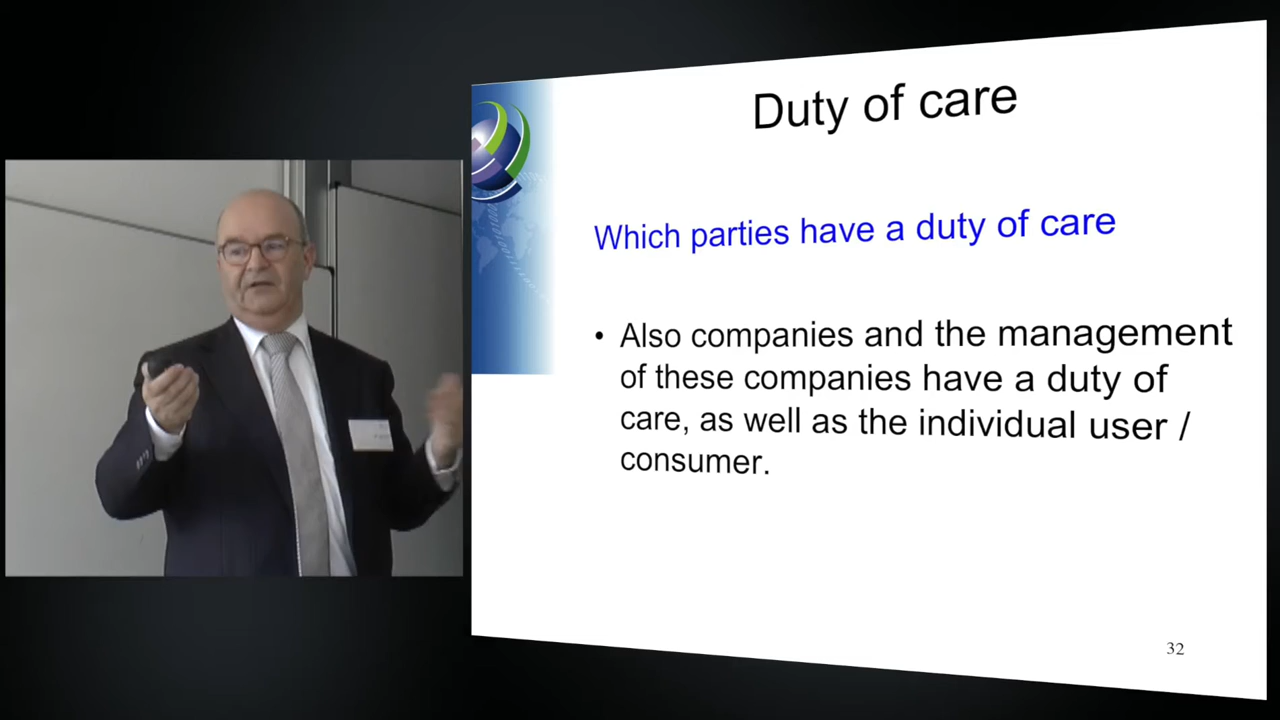 Duty of care
Which parties have a duty of care
• Also companies and the management
of these companies have a duty of
care, as well as the individual user /
consumer.
32